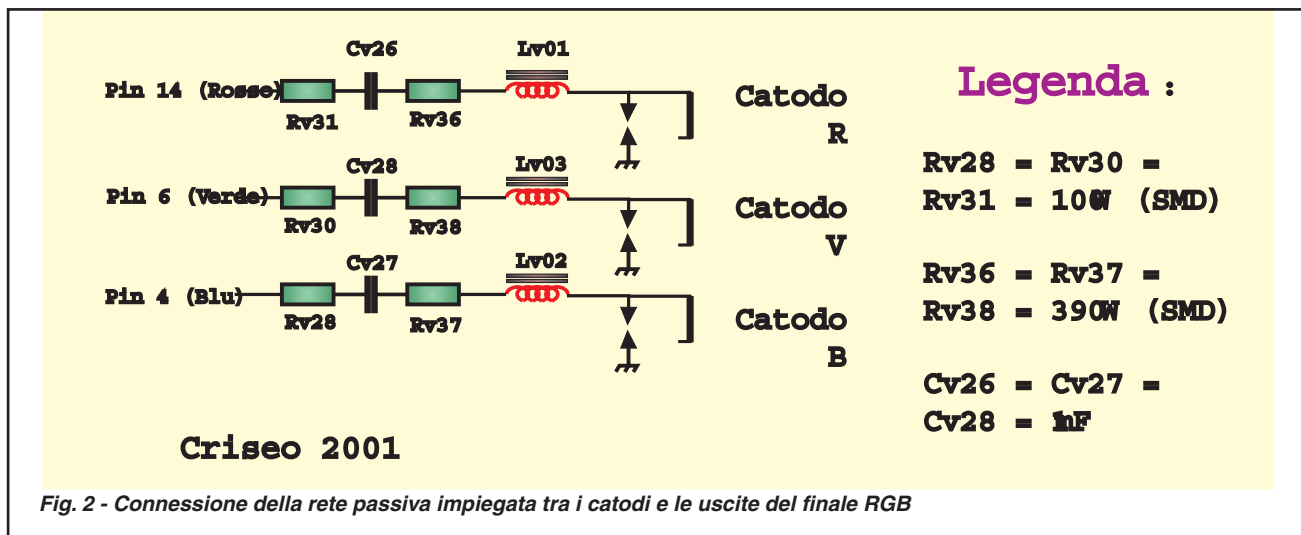 Cv26 Lv01
Pin 14 (Rosso)
Rv31 Rv36
Catodo
R
Cv28 Lv03
Pin 6 (Verde)
Rv30 Rv38
Catodo
V
Cv27 Lv02
Pin 4 (Blu)
Rv28 Rv37
Catodo
B
Criseo 2001
Legenda :
Rv28 = Rv30 =
Rv31 = 100W (SMD)
Rv36 = Rv37 =
Rv38 = 390W (SMD)
Cv26 = Cv27 =
Cv28 = 1nF
Fig. 2 - Connessione della rete passiva impiegata tra i catodi e le uscite del finale RGB